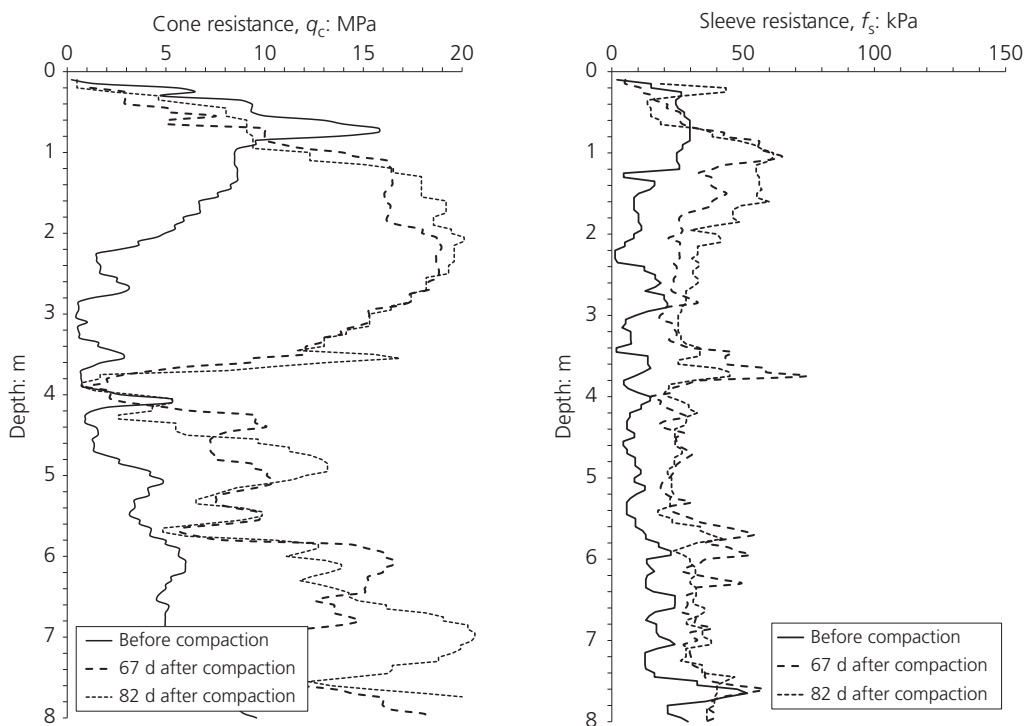 Cone resistance, qc: MPa
0 5 10 15 20
0
1
2
3
4
5
6
7
8
Depth: m
Before compaction
67 d after compaction
82 d after compaction
Sleeve resistance, fs: kPa
0 50 100 150
0
1
2
3
4
5
6
7
8
Depth: m
Before compaction
67 d after compaction
82 d after compaction